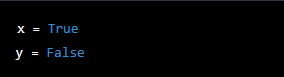 x = True
y = False